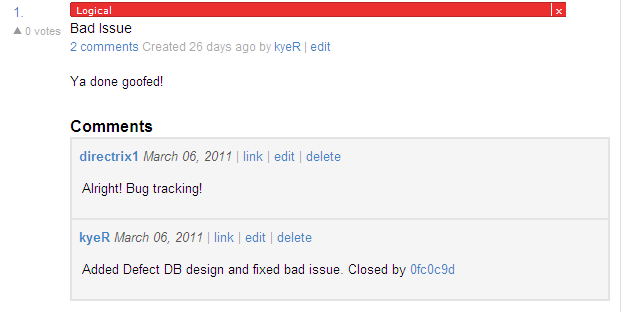 1.
Logical x
▲ 0 votes
Bad Issue
2 comments Created 26 days ago by kyeR | edit
Ya done goofed!
Comments
directrix1 March 06, 2011 | link | edit | delete
Alright! Bug tracking!
kyeR March 06, 2011 | link | edit | delete
Added Defect DB design and fixed bad issue. Closed by 0fc0c9d